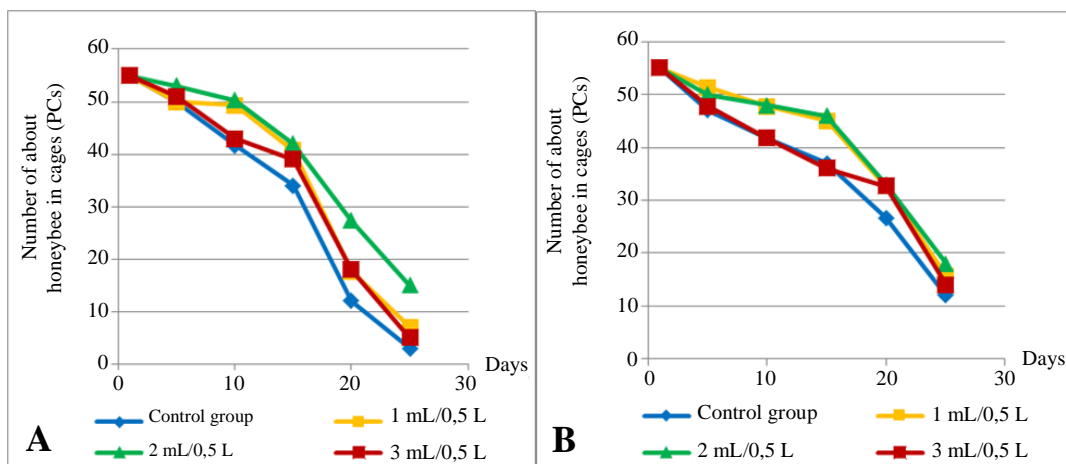 Number of about
honeybee in cages (PCs)
60
50
40
30
20
10
0
0 10 20 30
Days
Control group
1 mL/0,5 L
2 mL/0,5 L
3 mL/0,5 L
A
Number of about
honeybee in cages (PCs)
60
50
40
30
20
10
0
0 10 20 30
Days
Control group
1 mL/0,5 L
2 mL/0,5 L
3 mL/0,5 L
B